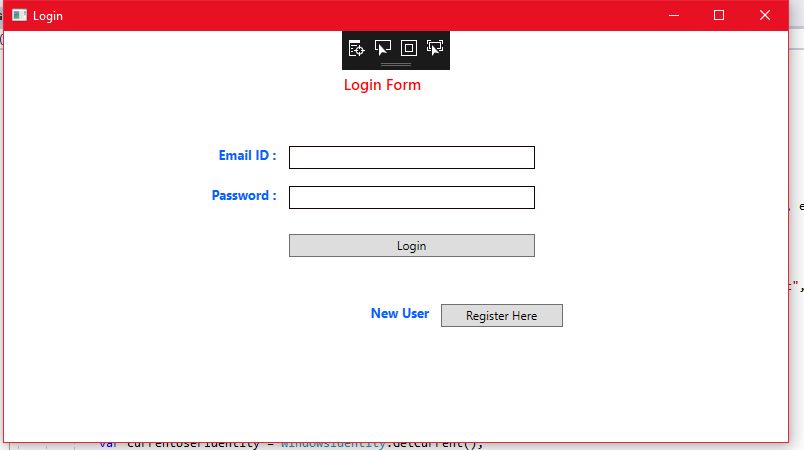 Login
Login Form
Email ID :
Password :
Login
New User Register Here
var currentUserIdentity = WindowsIdentity.GetCurrent();